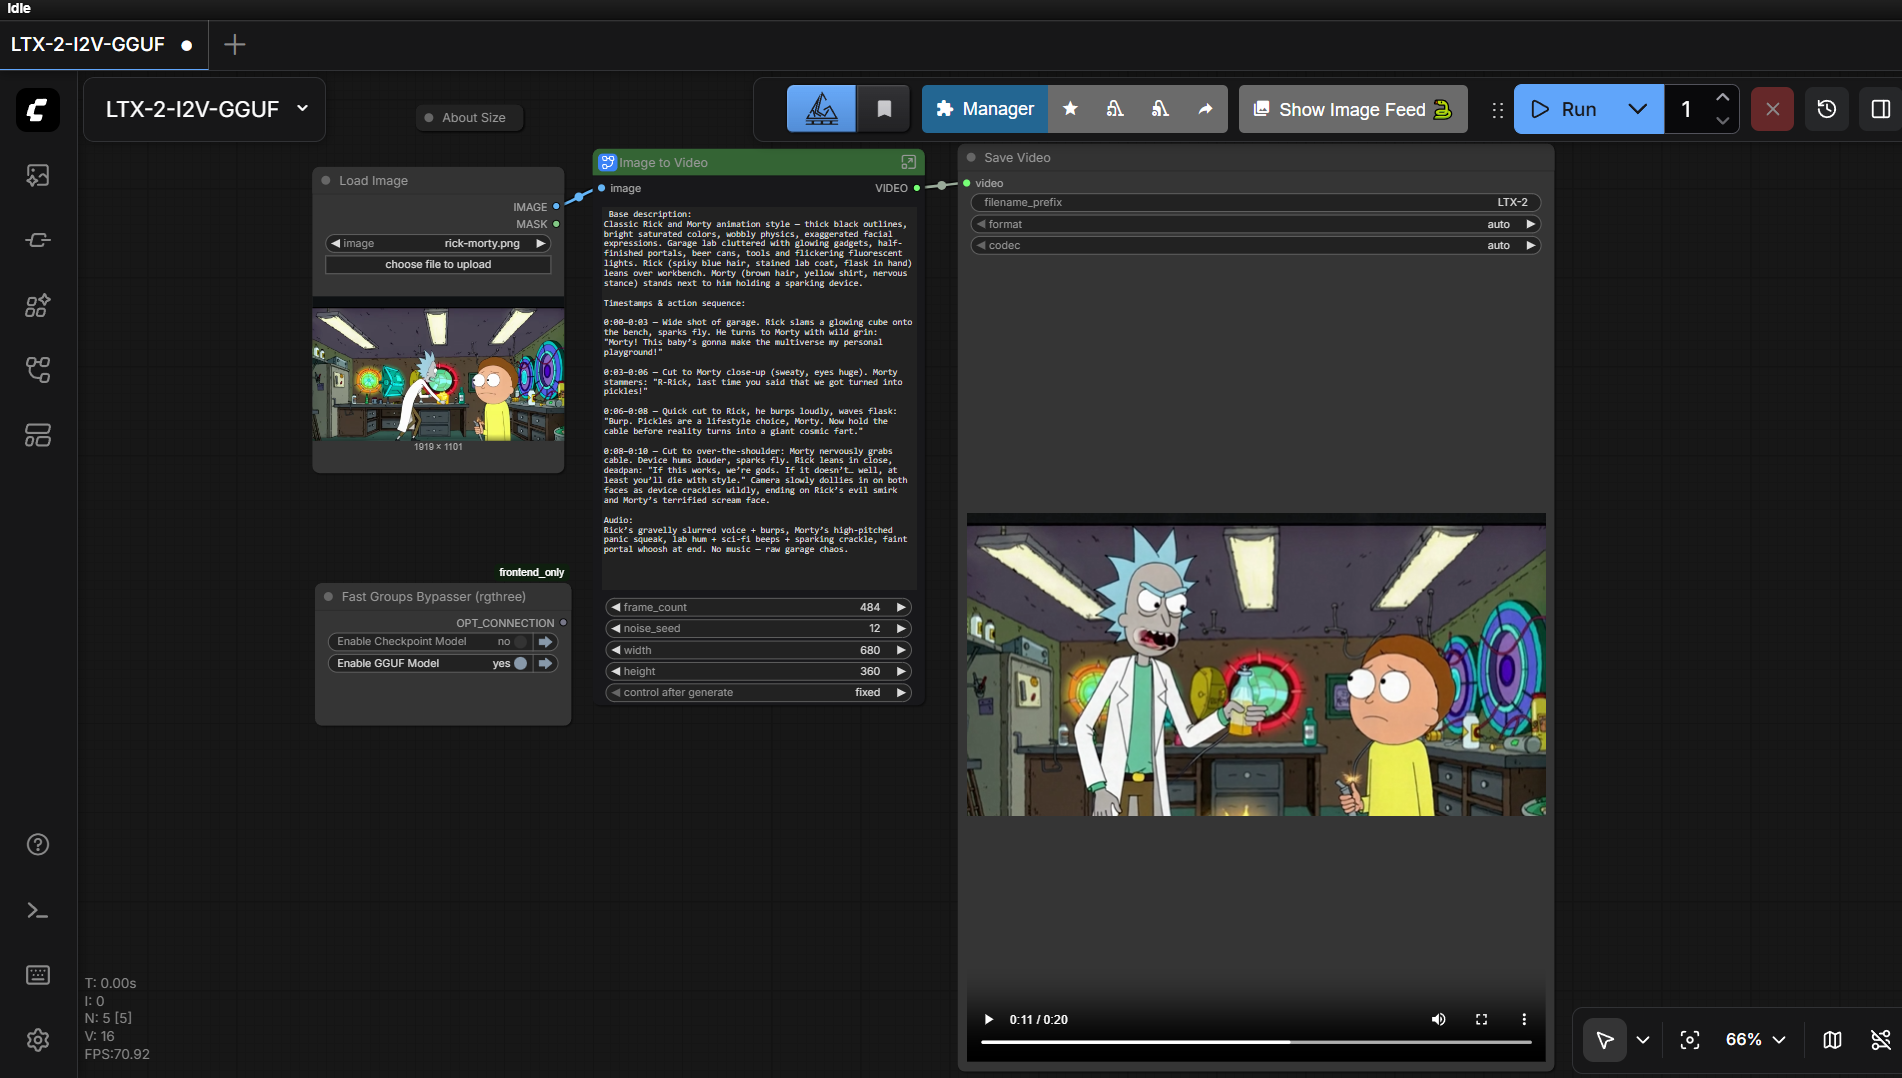 Idle
LTX-2-I2V-GGUF
LTX-2-I2V-GGUF
About Size
Manager
Show Image Feed
Run
1
Load Image
IMAGE
MASK
image rick-morty.png
choose file to upload
1919 × 1101
Image to Video
image VIDEO
Base description:
Classic Rick and Morty animation style — thick black outlines,
bright saturated colors, wobbly physics, exaggerated facial
expressions. Garage lab cluttered with glowing gadgets, half-
finished portals, beer cans, tools and flickering fluorescent
lights. Rick (spiky blue hair, stained lab coat, flask in hand)
leans over workbench. Morty (brown hair, yellow shirt, nervous
stance) stands next to him holding a sparking device.
Timestamps & action sequence:
0:00–0:03 — Wide shot of garage. Rick slams a glowing cube onto
the bench, sparks fly. He turns to Morty with wild grin:
"Morty! This baby’s gonna make the multiverse my personal
playground!"
0:03–0:06 — Cut to Morty close-up (sweaty, eyes huge). Morty
stammers: "R-Rick, last time you said that we got turned into
pickles!"
0:06–0:08 — Quick cut to Rick, he burps loudly, waves flask:
"Burp. Pickles are a lifestyle choice, Morty. Now hold the
cable before reality turns into a giant cosmic fart."
0:08–0:10 — Cut to over-the-shoulder: Morty nervously grabs
cable. Device hums louder, sparks fly. Rick leans in close,
deadpan: "If this works, we’re gods. If it doesn’t… well, at
least you’ll die with style." Camera slowly dollies in on both
faces as device crackles wildly, ending on Rick’s evil smirk
and Morty’s terrified scream face.
Audio:
Rick’s gravelly slurred voice + burps, Morty’s high-pitched
panic squeak, lab hum + sci-fi beeps + sparking crackle, faint
portal whoosh at end. No music — raw garage chaos.
frame_count 484
noise_seed 12
width 680
height 360
control after generate fixed
Save Video
video
filename_prefix LTX-2
format auto
codec auto
0:11 / 0:20
frontend_only
Fast Groups Bypasser (rgthree)
OPT_CONNECTION
Enable Checkpoint Model no
Enable GGUF Model yes
T: 0.00s
I: 0
N: 5 [5]
V: 16
FPS:70.92
66%